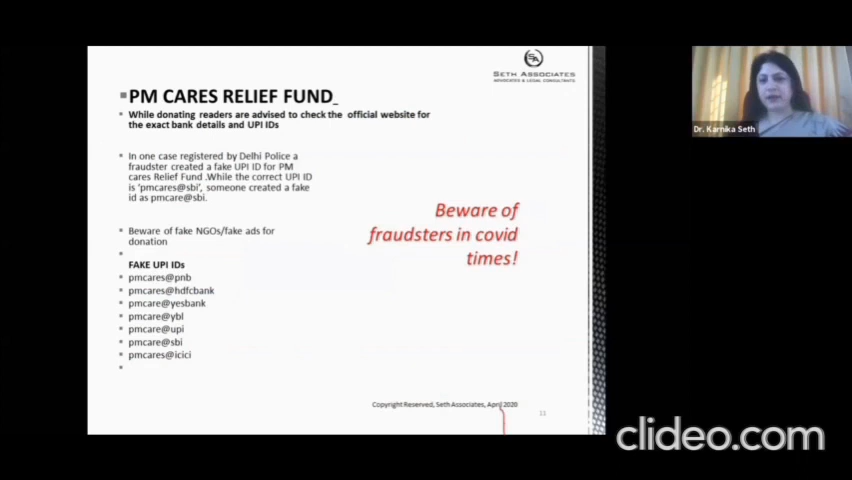 SA
SETH ASSOCIATES
ADVOCATES & LEGAL CONSULTANTS
PM CARES RELIEF FUND_
While donating readers are advised to check the official website for
the exact bank details and UPI IDs
In one case registered by Delhi Police a
fraudster created a fake UPI ID for PM
cares Relief Fund .While the correct UPI ID
is 'pmcares@sbi', someone created a fake
id as pmcare@sbi.
Beware of fake NGOs/fake ads for
donation
FAKE UPI IDs
pmcares@pnb
pmcares@hdfcbank
pmcare@yesbank
pmcare@ybl
pmcare@upi
pmcare@sbi
pmcares@icici
Beware of
fraudsters in covid
times!
Copyright Reserved, Seth Associates, April 2020
11
Dr. Karnika Seth
clideo.com